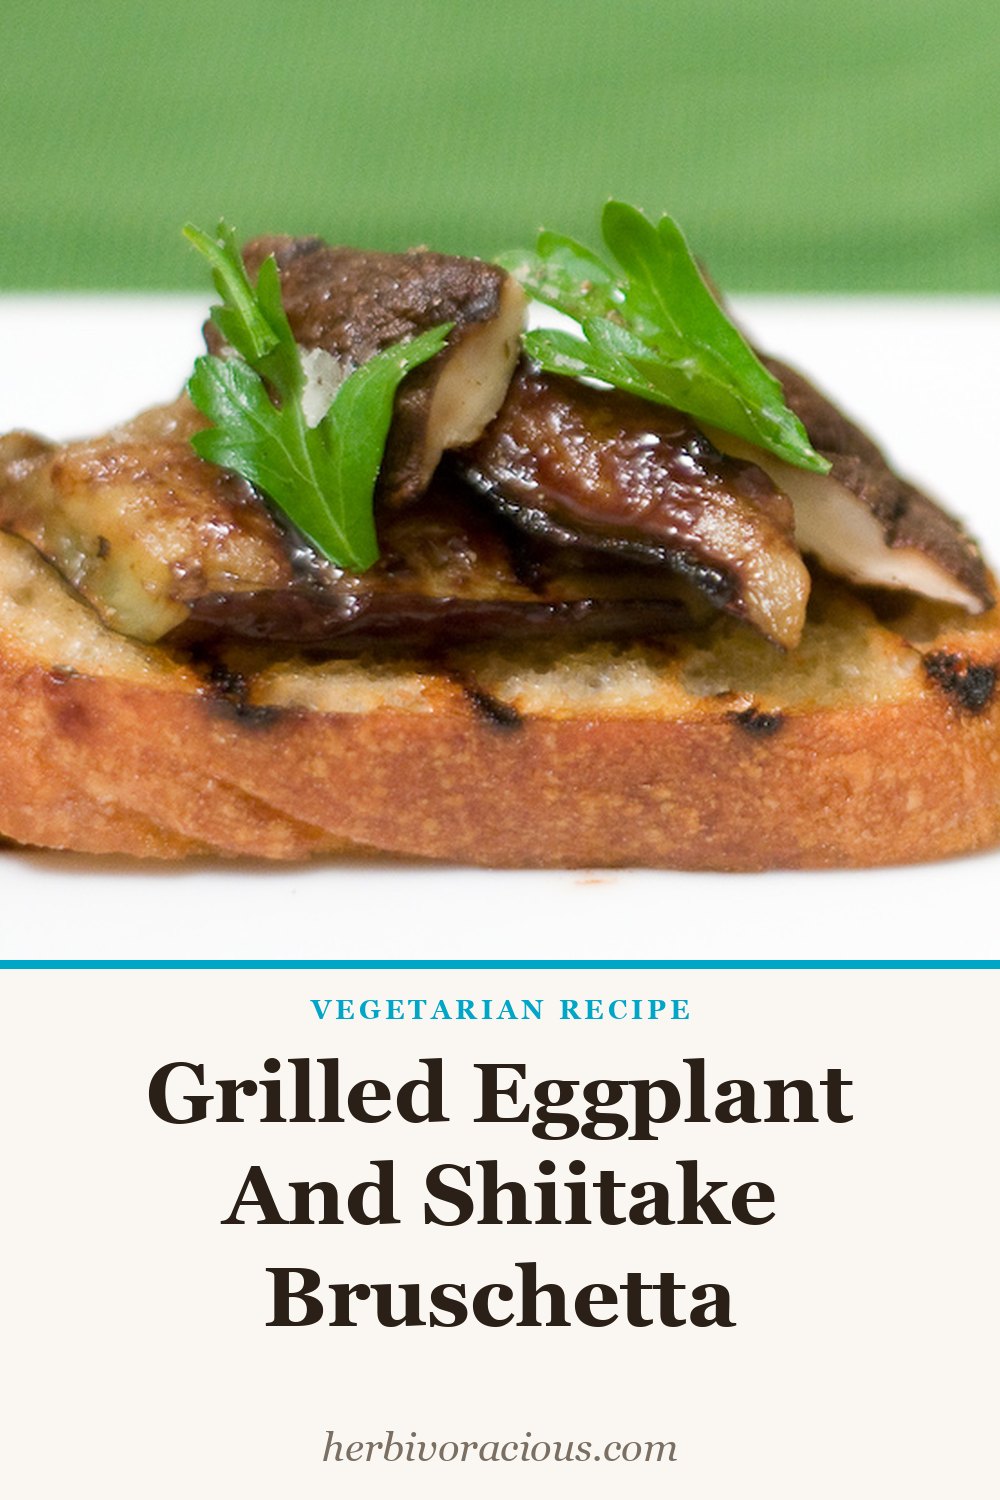 VEGETARIAN RECIPE
Grilled Eggplant
And Shiitake
Bruschetta
herbivoracious.com